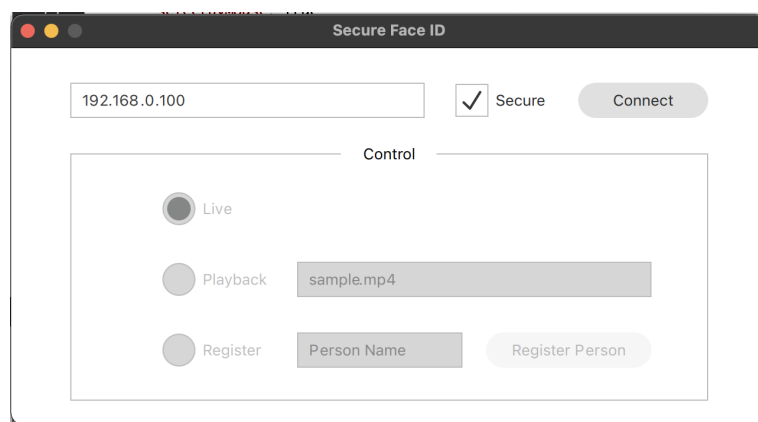 Secure Face ID
192.168.0.100
Secure
Connect
Control
Live
Playback
sample.mp4
Register
Person Name
Register Person